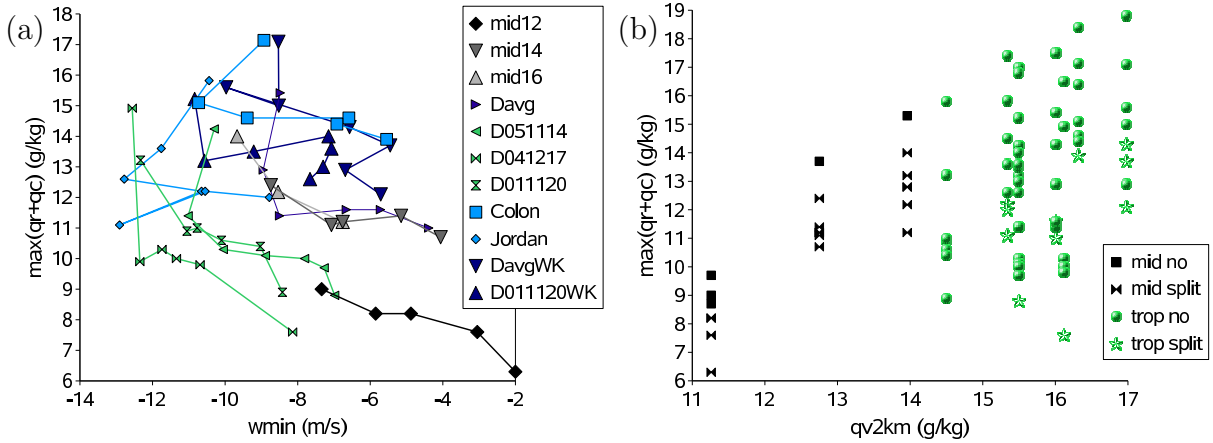 (a)
max(qr+qc) (g/kg)
18
17
16
15
14
13
12
11
10
9
8
7
6
-14
-12
-10
-8
-6
-4
-2
wmin (m/s)
mid12
mid14
mid16
Davg
D051114
D041217
D011120
Colon
Jordan
DavgWK
D011120WK
(b)
max(qr+qc) (g/kg)
19
18
17
16
15
14
13
12
11
10
9
8
7
6
11
12
13
14
15
16
17
qv2km (g/kg)
mid no
mid split
trop no
trop split